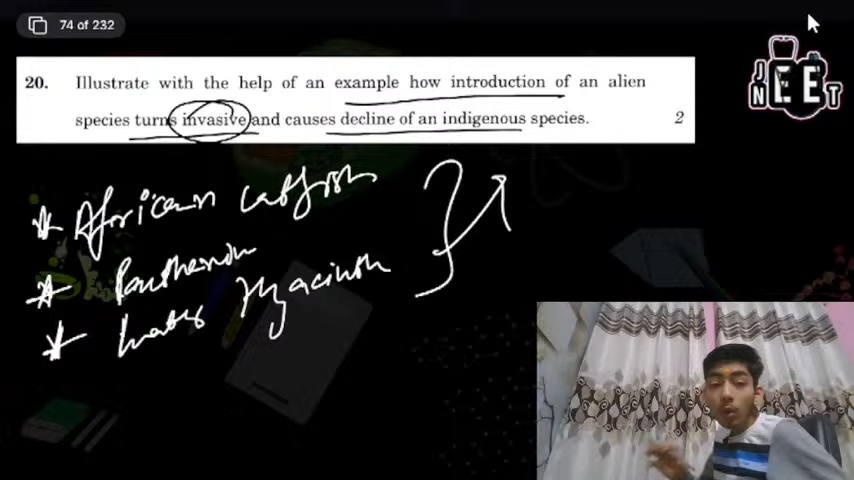 74 of 232
20. Illustrate with the help of an example how introduction of an alien
species turns invasive and causes decline of an indigenous species. 2
JEE
NEET
* African catfish
* Parthenium
* Water Hyacinth